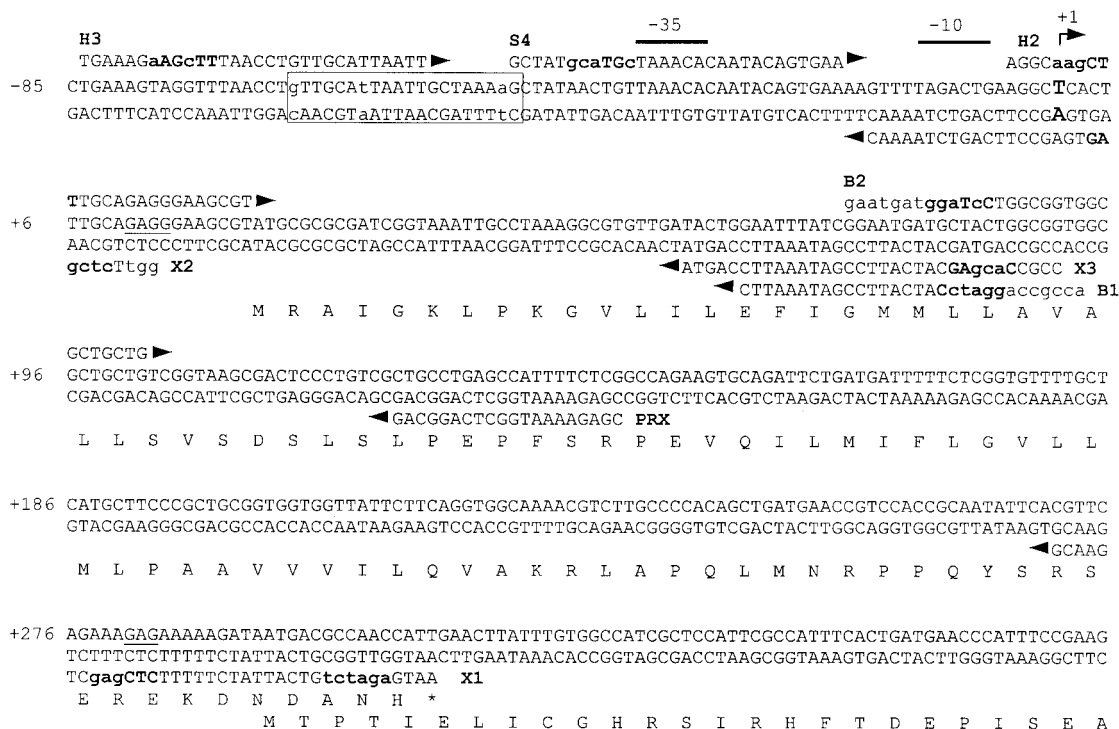 -35 -10 +1
H3 S4 H2
TGAAAGaAGcTTTAACCTGTTGCATTAATT GCTATgcaTGcTAAACACAATACAGTGAA AGGCaagCT
-85 CTGAAAGTAGGTTTAACCTgTTGCAtTAATTGCTAAAaGCTATAACTGTTAAACACAATACAGTGAAAAGTTTTAGACTGAAGGCTCACT
GACTTTCATCCAAATTGGAcAACGTaATTAACGATTTtCGATATTGACAATTTGTGTTATGTCACTTTTCAAAATCTGACTTCCGAGTGA
CAAAATCTGACTTCCGAGTGA
TTGCAGAGGGAAGCGT B2
gaatgatggaTcCTGGCGGTGGC
+6 TTGCAGAGGGAAGCGTATGCGCGCGATCGGTAAATTGCCTAAAGGCGTGTTGATACTGGAATTTATCGGAATGATGCTACTGGCGGTGGC
AACGTCTCCCTTCGCATACGCGCGCTAGCCATTTAACGGATTTCCGCACAACTATGACCTTAAATAGCCTTACTACGATGACCGCCACCG
gctcTtgg X2 ATGACCTTAAATAGCCTTACTACGAgcaCCGCC X3
CTTAAATAGCCTTACTACctaggaccgcca B1
M R A I G K L P K G V L I L E F I G M M L L A V A
GCTGCTG
+96 GCTGCTGTCGGTAAGCGACTCCCTGTCGCTGCCTGAGCCATTTTCTCGGCCAGAAGTGCAGATTCTGATGATTTTTCTCGGTGTTTTGCT
CGACGACAGCCATTCGCTGAGGGACAGCGACGGACTCGGTAAAAGAGCCGGTCTTCACGTCTAAGACTACTAAAAAGAGCCACAAAACGA
GACGGACTCGGTAAAAGAGC PRX
L L S V S D S L S L P E P F S R P E V Q I L M I F L G V L L
+186 CATGCTTCCCGCTGCGGTGGTGGTTATTCTTCAGGTGGCAAAACGTCTTGCCCCACAGCTGATGAACCGTCCACCGCAATATTCACGTTC
GTACGAAGGGCGACGCCACCACCAATAAGAAGTCCACCGTTTTGCAGAACGGGGTGTCGACTACTTGGCAGGTGGCGTTATAAGTGCAAG
GCAAG
M L P A A V V V I L Q V A K R L A P Q L M N R P P Q Y S R S
+276 AGAAAGAGAAAAAGATAATGACGCCAACCATTGAACTTATTTGTGGCCATCGCTCCATTCGCCATTTCACTGATGAACCCATTTCCGAAG
TCTTTCTCTTTTTCTATTACTGCGGTTGGTAACTTGAATAAACACCGGTAGCGACCTAAGCGGTAAAGTGACTACTTGGGTAAAGGCTTC
TCgagCTCTTTTTCTATTACTGtctagaGTAA X1
E R E K D N D A N H *
M T P T I E L I C G H R S I R H F T D E P I S E A